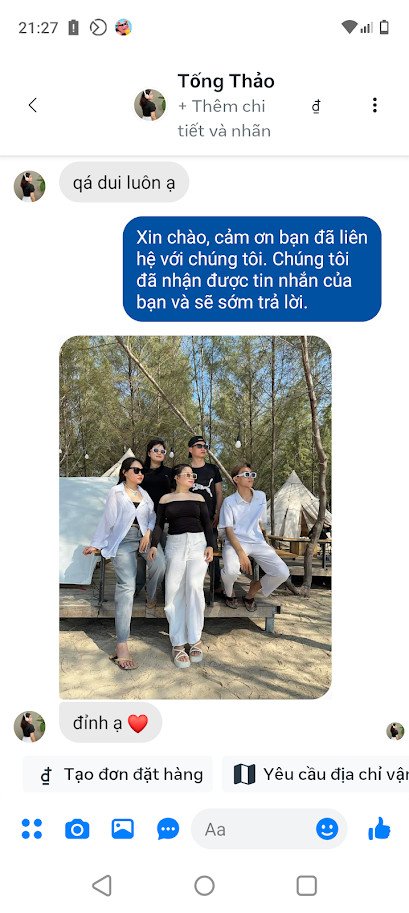 21:27
Tống Thảo
+ Thêm chi
tiết và nhãn
₫
qá dui luôn ạ
Xin chào, cảm ơn bạn đã liên
hệ với chúng tôi. Chúng tôi
đã nhận được tin nhắn của
bạn và sẽ sớm trả lời.
đỉnh ạ ❤️
₫ Tạo đơn đặt hàng
Yêu cầu địa chỉ vậ
Aa